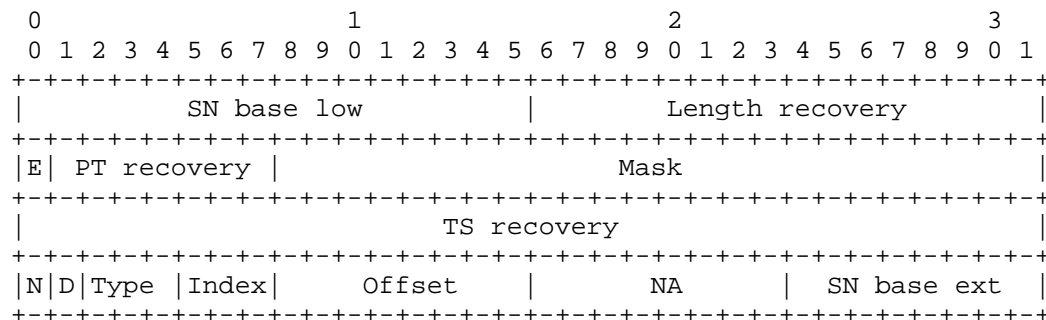 0                   1                   2                   3
 0 1 2 3 4 5 6 7 8 9 0 1 2 3 4 5 6 7 8 9 0 1 2 3 4 5 6 7 8 9 0 1
+-+-+-+-+-+-+-+-+-+-+-+-+-+-+-+-+-+-+-+-+-+-+-+-+-+-+-+-+-+-+-+-+
|          SN base low          |        Length recovery        |
+-+-+-+-+-+-+-+-+-+-+-+-+-+-+-+-+-+-+-+-+-+-+-+-+-+-+-+-+-+-+-+-+
|E| PT recovery |                     Mask                      |
+-+-+-+-+-+-+-+-+-+-+-+-+-+-+-+-+-+-+-+-+-+-+-+-+-+-+-+-+-+-+-+-+
|                          TS recovery                          |
+-+-+-+-+-+-+-+-+-+-+-+-+-+-+-+-+-+-+-+-+-+-+-+-+-+-+-+-+-+-+-+-+
|N|D|Type |Index|     Offset    |       NA      |  SN base ext  |
+-+-+-+-+-+-+-+-+-+-+-+-+-+-+-+-+-+-+-+-+-+-+-+-+-+-+-+-+-+-+-+-+